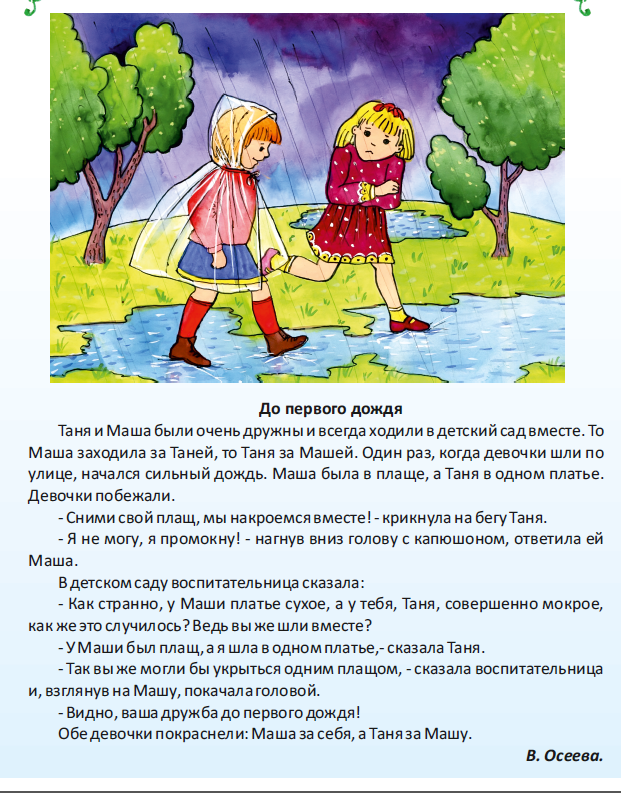 До первого дождя
Таня и Маша были очень дружны и всегда ходили в детский сад вместе. То
Маша заходила за Таней, то Таня за Машей. Один раз, когда девочки шли по
улице, начался сильный дождь. Маша была в плаще, а Таня в одном платье.
Девочки побежали.
- Сними свой плащ, мы накроемся вместе! - крикнула на бегу Таня.
- Я не могу, я промокну! - нагнув вниз голову с капюшоном, ответила ей
Маша.
В детском саду воспитательница сказала:
- Как странно, у Маши платье сухое, а у тебя, Таня, совершенно мокрое,
как же это случилось? Ведь вы же шли вместе?
- У Маши был плащ, а я шла в одном платье,- сказала Таня.
- Так вы же могли бы укрыться одним плащом, - сказала воспитательница
и, взглянув на Машу, покачала головой.
- Видно, ваша дружба до первого дождя!
Обе девочки покраснели: Маша за себя, а Таня за Машу.
В. Осеева.